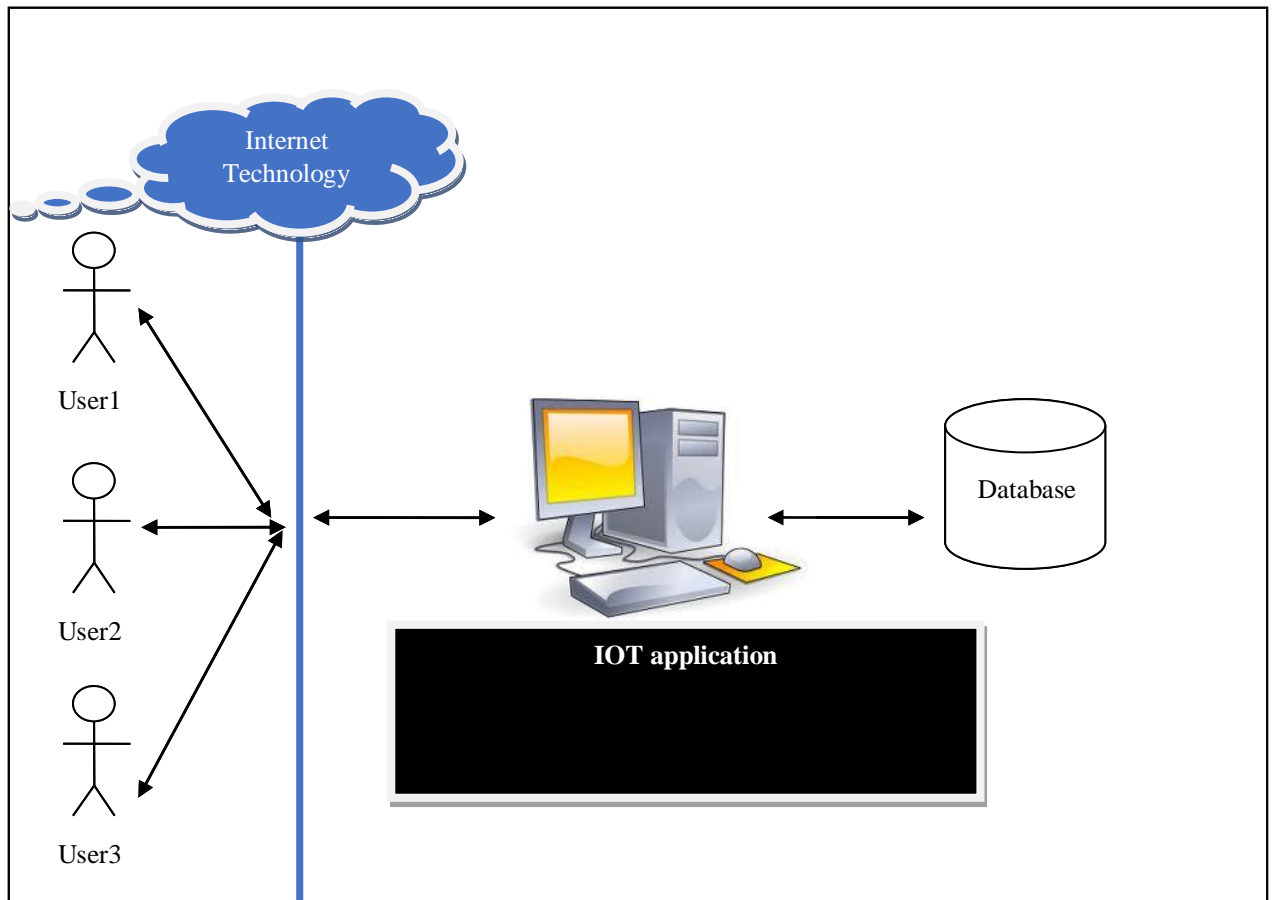 Internet
Technology
User1
User2
User3
Database
IOT application